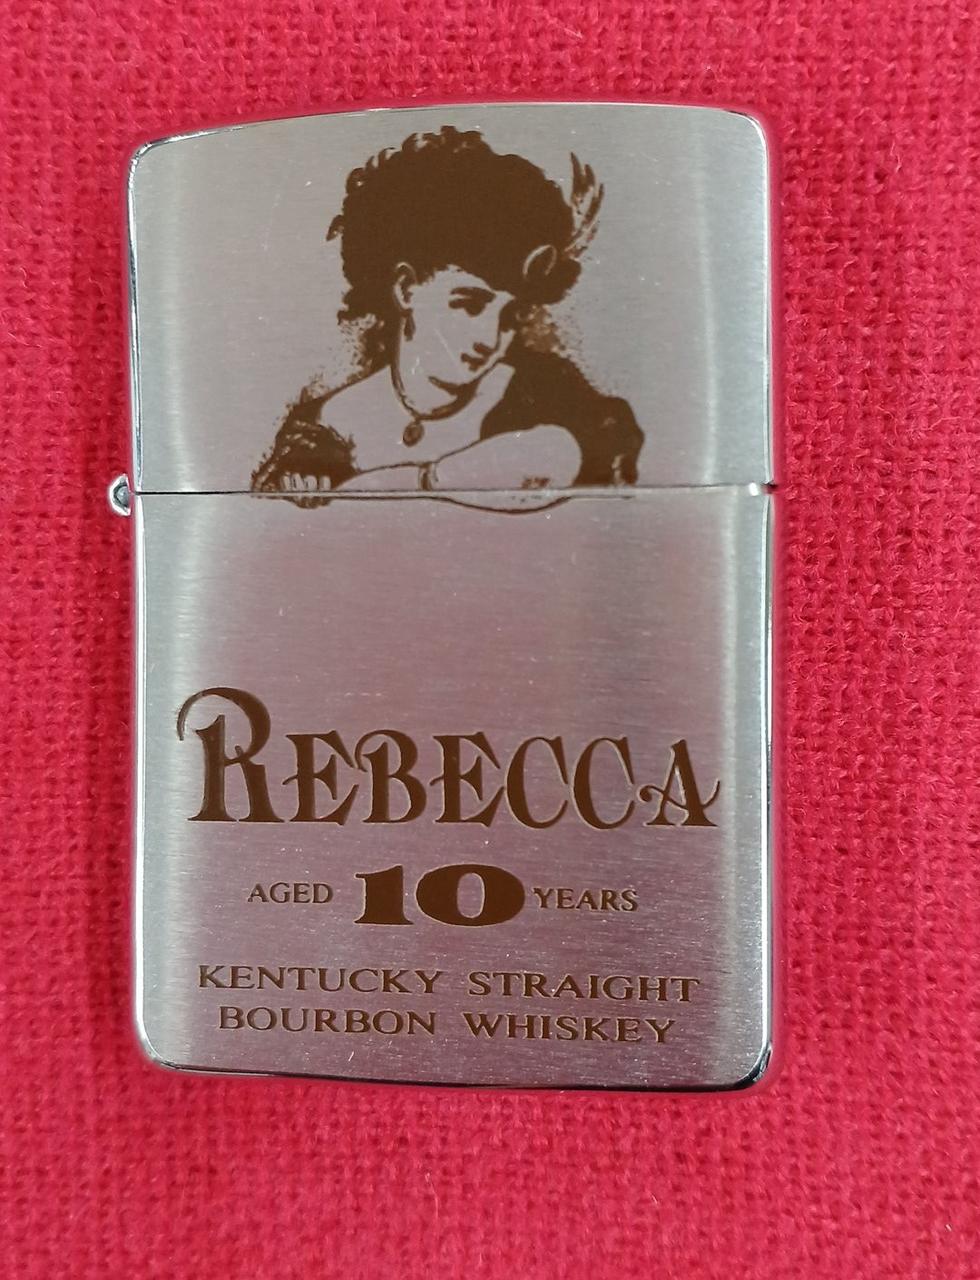 REBECCA
AGED 10 YEARS
KENTUCKY STRAIGHT
BOURBON WHISKEY